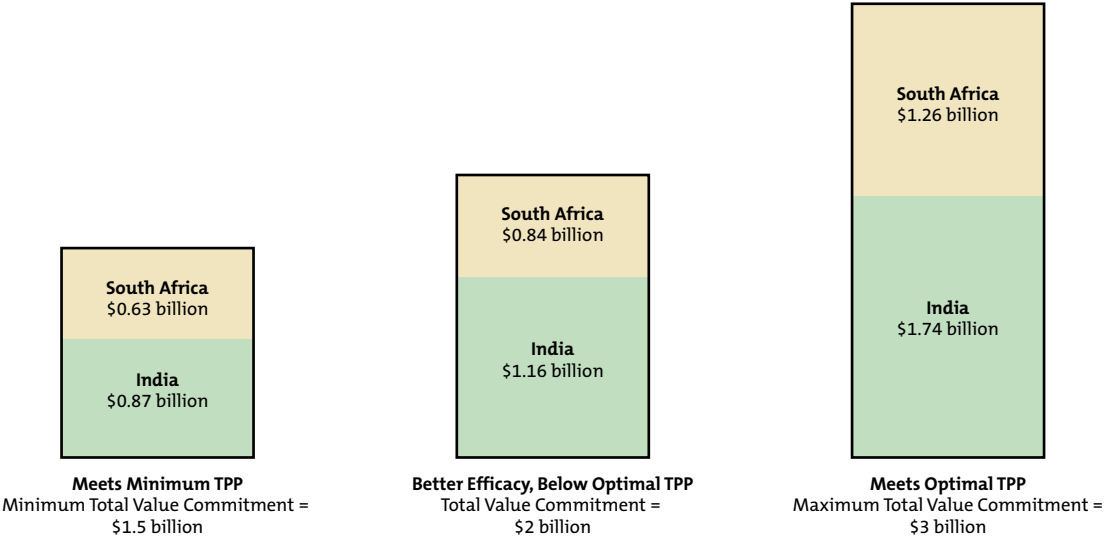 South Africa
$0.63 billion
India
$0.87 billion
Meets Minimum TPP
Minimum Total Value Commitment =
$1.5 billion
South Africa
$0.84 billion
India
$1.16 billion
Better Efficacy, Below Optimal TPP
Total Value Commitment =
$2 billion
South Africa
$1.26 billion
India
$1.74 billion
Meets Optimal TPP
Maximum Total Value Commitment =
$3 billion